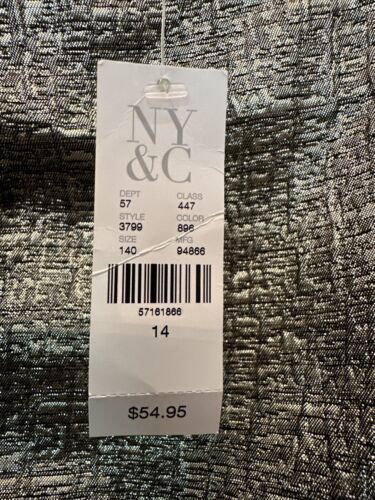 NY
&C
DEPT CLASS
57 447
STYLE COLOR
3799 896
SIZE MFG
140 94866
57161866
14
$54.95